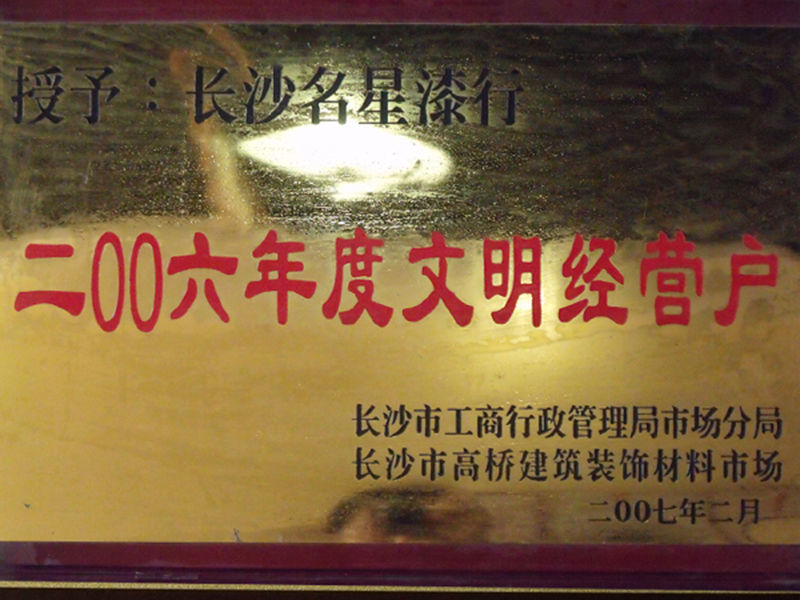 授予：长沙名星漆行
二00六年度文明经营户
长沙市工商行政管理局市场分局
长沙市高桥建筑装饰材料市场
二00七年二月